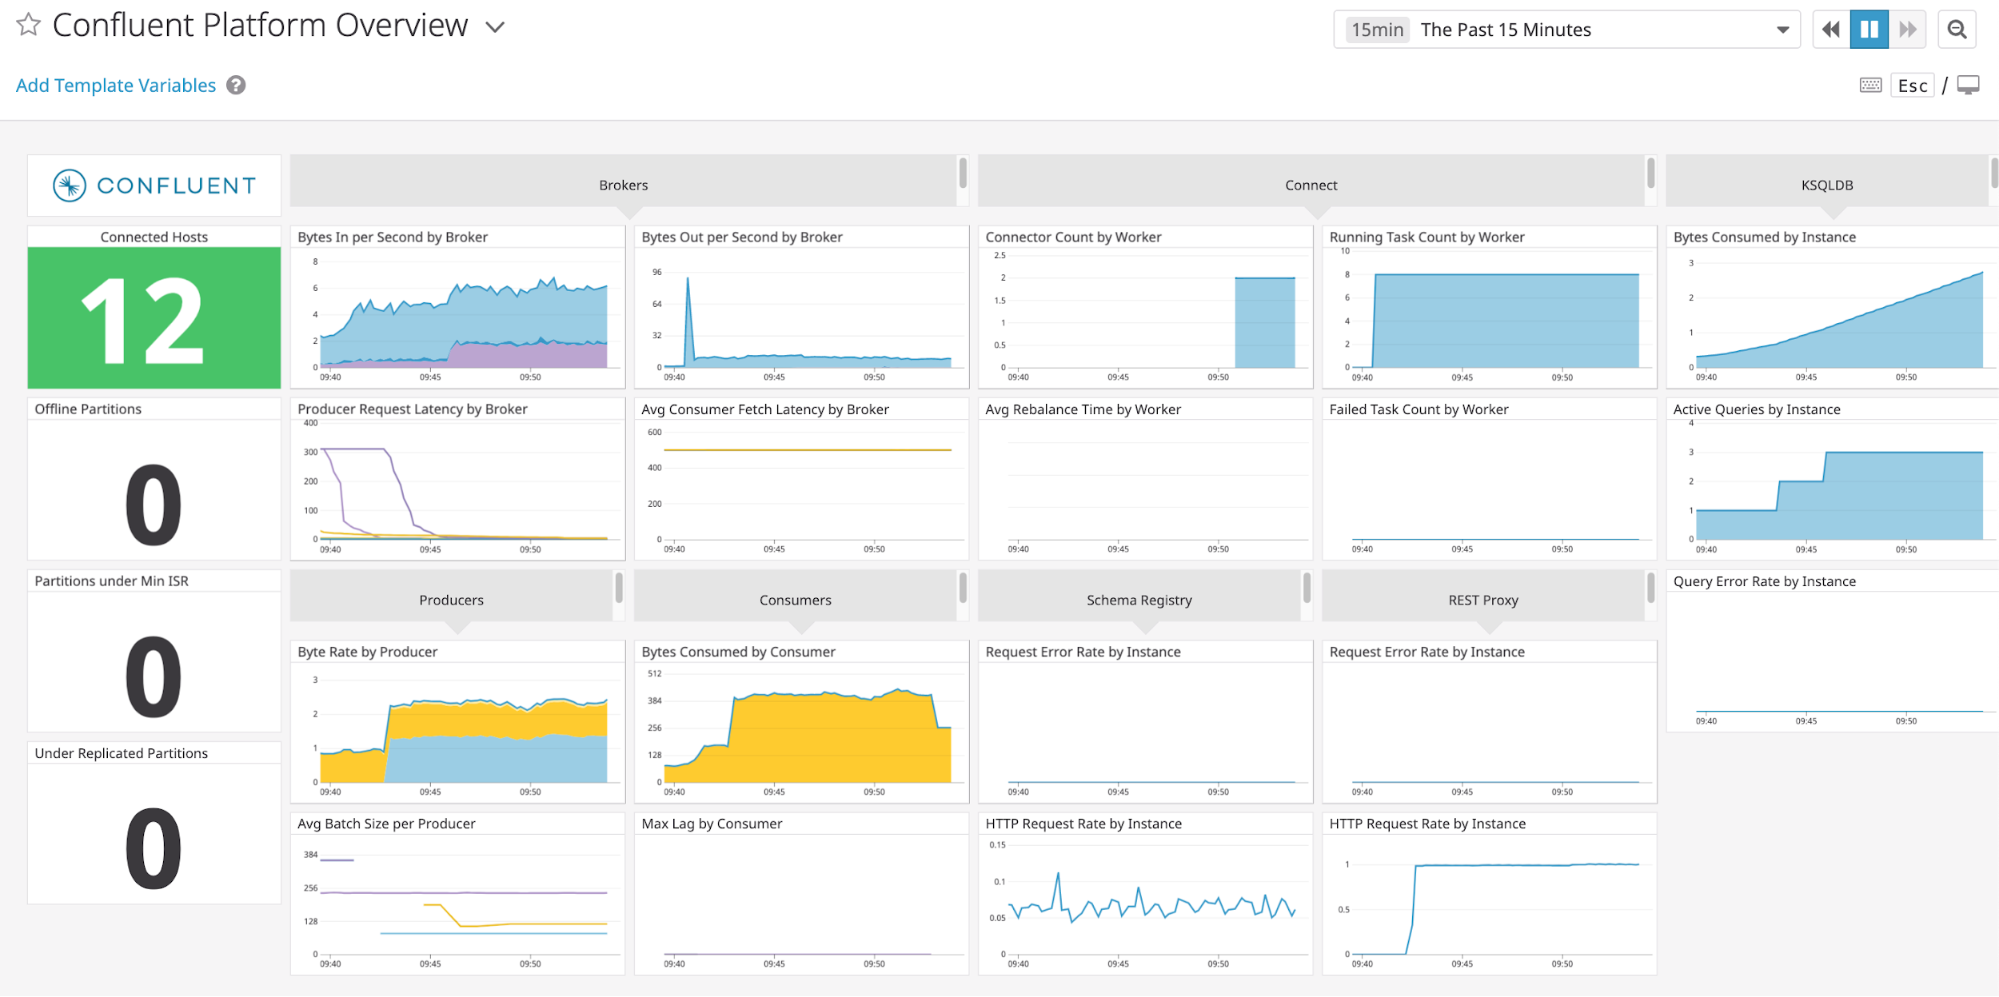 Confluent Platform Overview
15min The Past 15 Minutes
Add Template Variables ?
Esc /
CONFLUENT
Brokers
Connect
KSQLDB
Connected Hosts
12
Bytes In per Second by Broker
8
6
4
2
0
09:40 09:45 09:50
Bytes Out per Second by Broker
96
64
32
0
09:40 09:45 09:50
Connector Count by Worker
2.5
2
1.5
1
0.5
0
09:40 09:45 09:50
Running Task Count by Worker
10
8
6
4
2
0
09:40 09:45 09:50
Bytes Consumed by Instance
3
2
1
0
09:40 09:45 09:50
Offline Partitions
0
Producer Request Latency by Broker
400
300
200
100
0
09:40 09:45 09:50
Avg Consumer Fetch Latency by Broker
600
400
200
0
09:40 09:45 09:50
Avg Rebalance Time by Worker
09:40 09:45 09:50
Failed Task Count by Worker
09:40 09:45 09:50
Active Queries by Instance
4
3
2
1
0
09:40 09:45 09:50
Partitions under Min ISR
0
Producers
Consumers
Schema Registry
REST Proxy
Query Error Rate by Instance
09:40 09:45 09:50
Byte Rate by Producer
3
2
1
0
09:40 09:45 09:50
Bytes Consumed by Consumer
512
384
256
128
0
09:40 09:45 09:50
Request Error Rate by Instance
09:40 09:45 09:50
Request Error Rate by Instance
09:40 09:45 09:50
Under Replicated Partitions
0
Avg Batch Size per Producer
384
256
128
0
09:40 09:45 09:50
Max Lag by Consumer
09:40 09:45 09:50
HTTP Request Rate by Instance
0.15
0.1
0.05
0
09:40 09:45 09:50
HTTP Request Rate by Instance
1
0.5
0
09:40 09:45 09:50